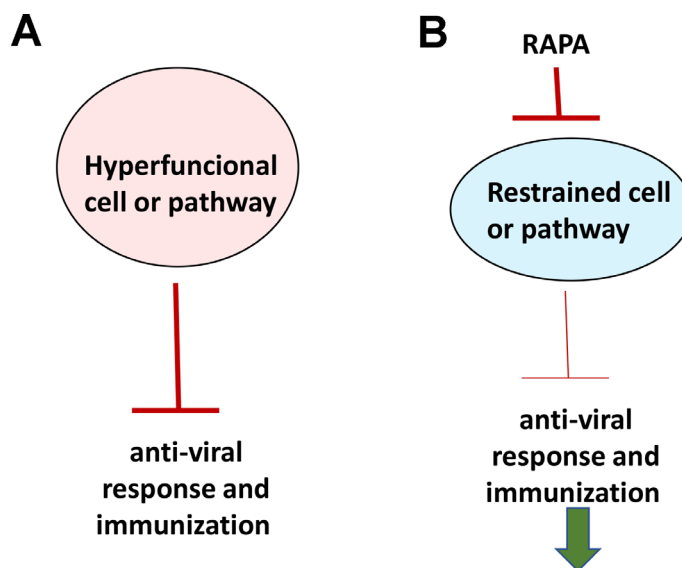 A
Hyperfuncional
cell or pathway
anti-viral
response and
immunization
B
RAPA
Restrained cell
or pathway
anti-viral
response and
immunization